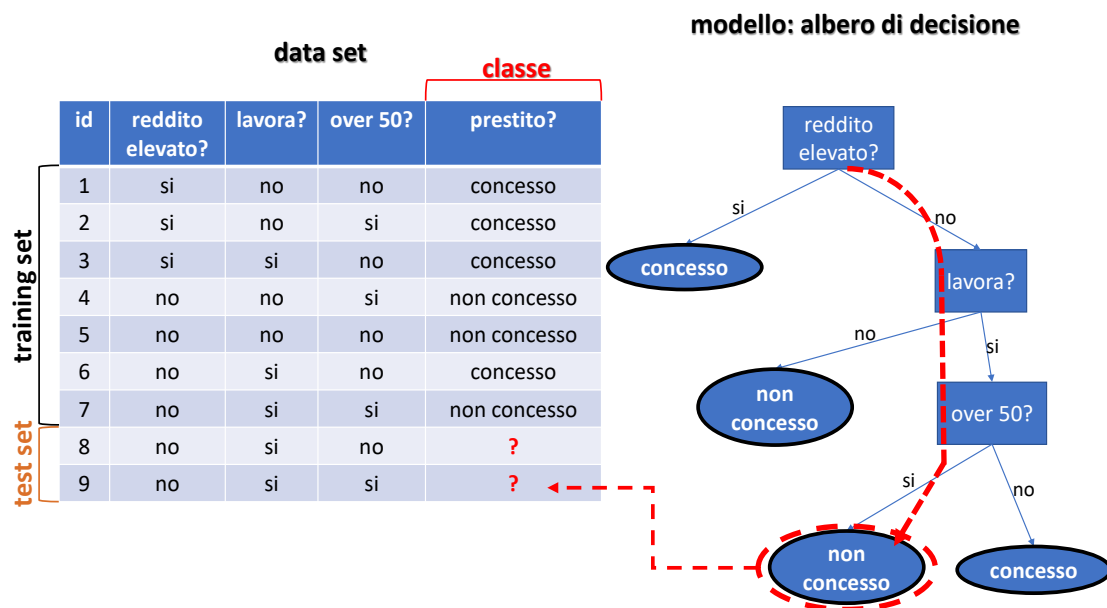 modello: albero di decisione
data set
classe
id reddito elevato? lavora? over 50? prestito?
training set
1 si no no concesso
2 si no si concesso
3 si si no concesso
4 no no si non concesso
5 no no no non concesso
6 no si no concesso
7 no si si non concesso
test set
8 no si no ?
9 no si si ?
reddito
elevato?
si
no
concesso
lavora?
no
si
non
concesso
over 50?
si
no
non
concesso
concesso